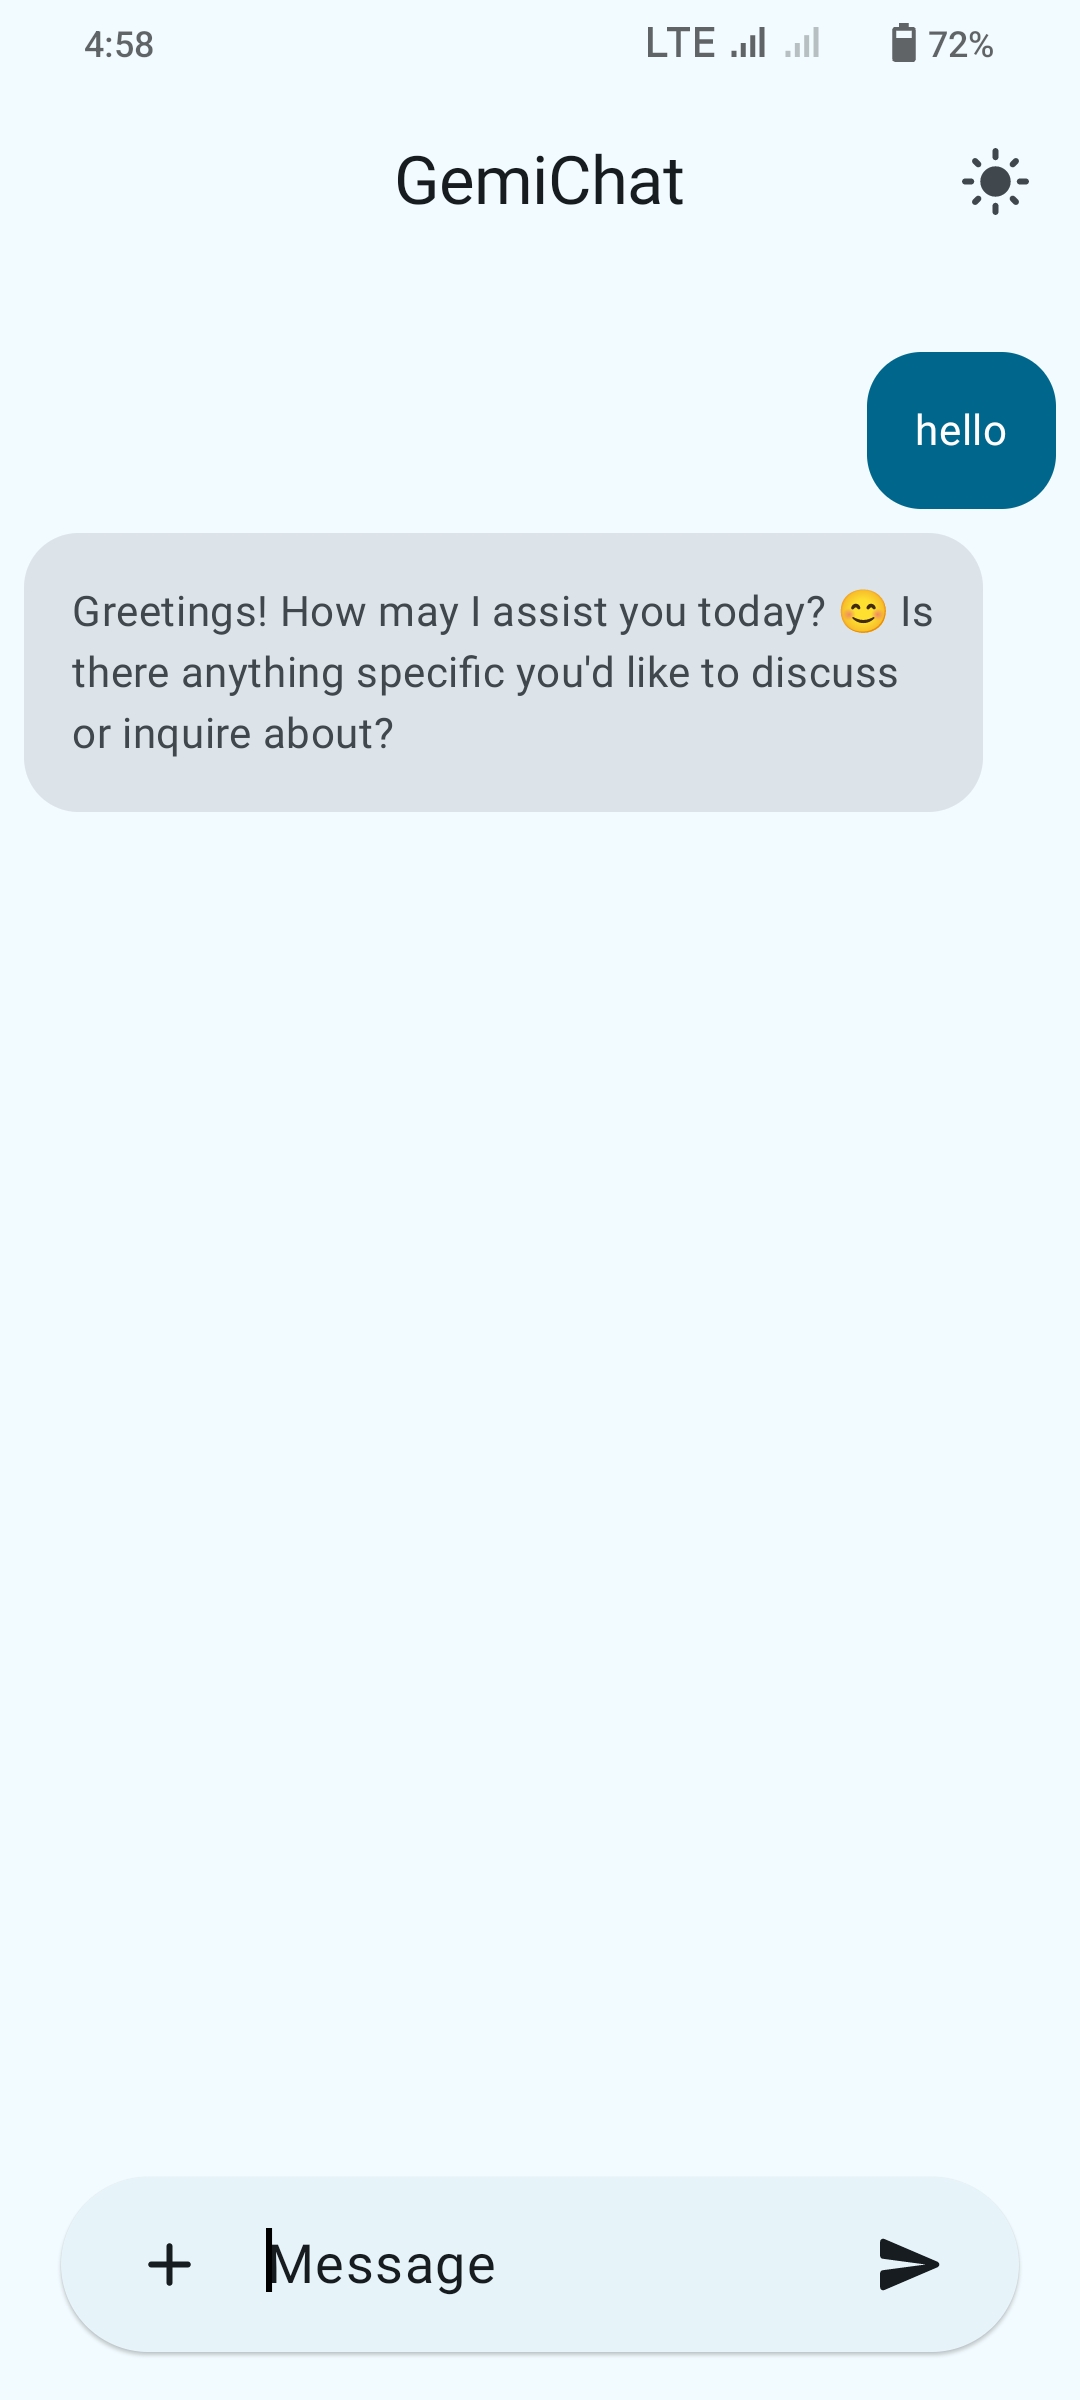 4:58
LTE 72%
GemiChat
hello
Greetings! How may I assist you today? 😊 Is
there anything specific you'd like to discuss
or inquire about?
Message